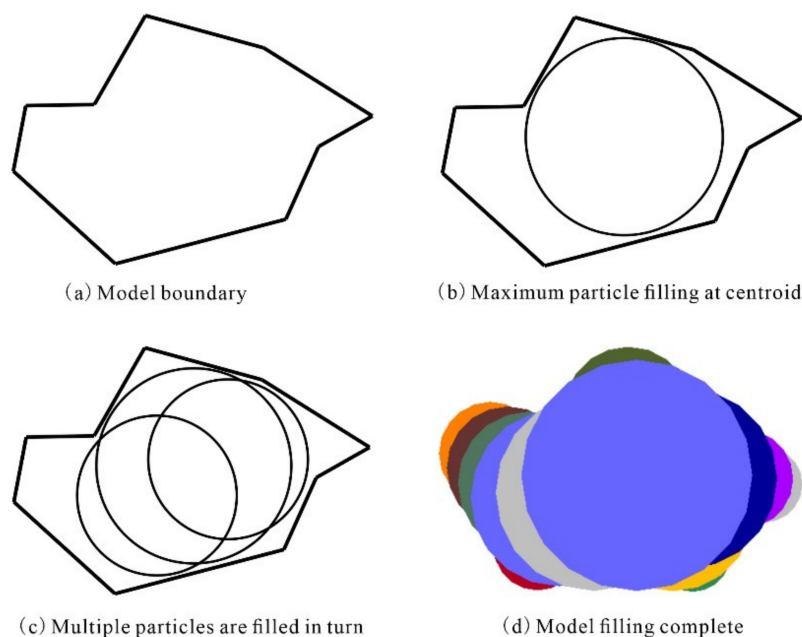 (a) Model boundary
(b) Maximum particle filling at centroid
(c) Multiple particles are filled in turn
(d) Model filling complete